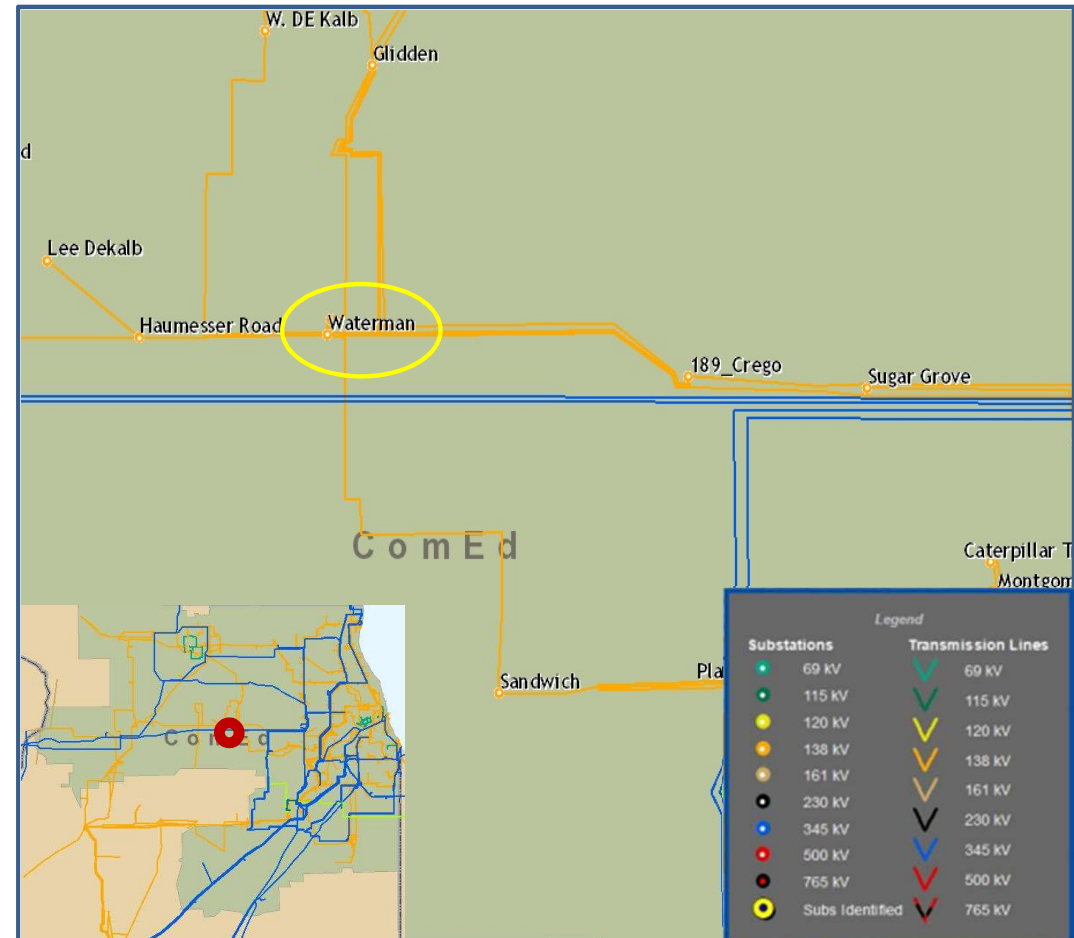 W. DE Kalb
Glidden
d
Lee Dekalb
Haumesser Road
Waterman
189_Crego
Sugar Grove
ComEd
Caterpillar T
Montgom
Sandwich
Pla
ComEd
Legend
Substations
69 kV
115 kV
120 kV
138 kV
161 kV
230 kV
345 kV
500 kV
765 kV
Subs Identified
Transmission Lines
69 kV
115 kV
120 kV
138 kV
161 kV
230 kV
345 kV
500 kV
765 kV